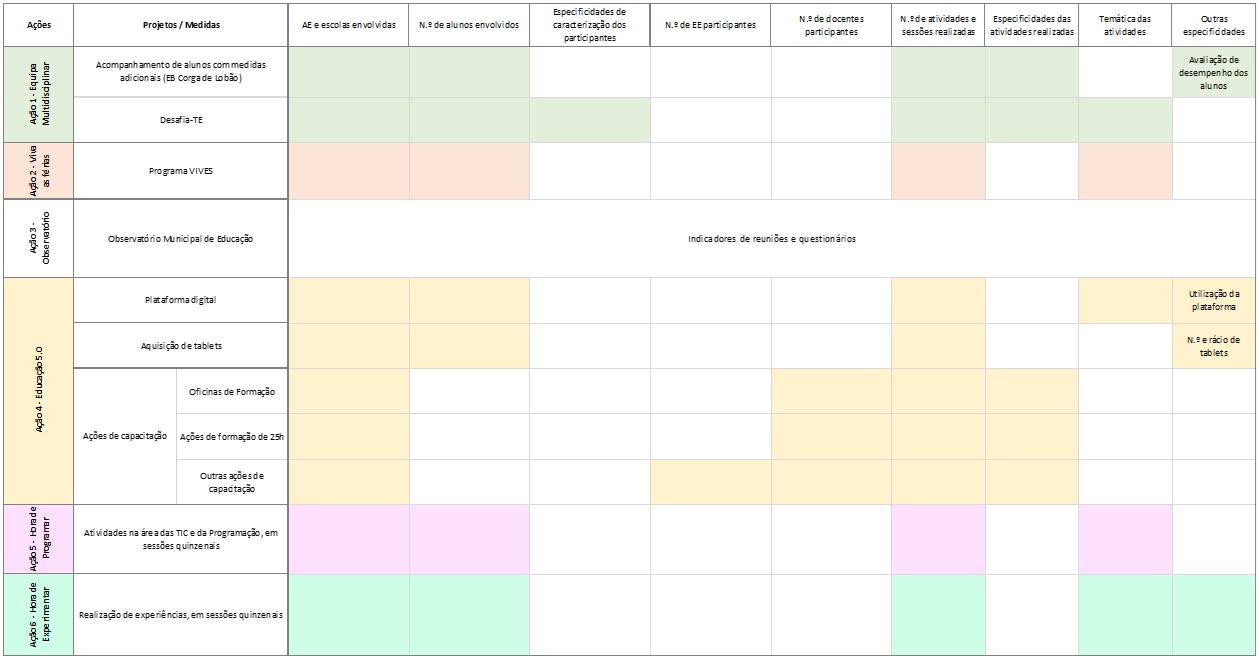 Ações
Projetos / Medidas
AE e escolas envolvidas
N.º de alunos envolvidos
Especificidades de
caracterização dos
participantes
N.º de EE participantes
N.º de docentes
participantes
N.º de atividades e
sessões realizadas
Especificidades das
atividades realizadas
Temática das
atividades
Outras
especificidades
Ação 1 - Equipa
Multidisciplinar
Acompanhamento de alunos com medidas
adicionais (EB Corga de Lobão)
Avaliação de
desempenho dos
alunos
Desafia-TE
Ação 2 - Viva
as férias
Programa VIVES
Ação 3 -
Observatório
Observatório Municipal de Educação
Indicadores de reuniões e questionários
Ação 4 - Educação 5.0
Plataforma digital
Utilização da
plataforma
Aquisição de tablets
N.º e rácio de
tablets
Ações de capacitação
Oficinas de Formação
Ações de formação de 25h
Outras ações de
capacitação
Ação 5 - Hora de
Programar
Atividades na área das TIC e da Programação, em
sessões quinzenais
Ação 6 - Hora de
Experimentar
Realização de experiências, em sessões quinzenais